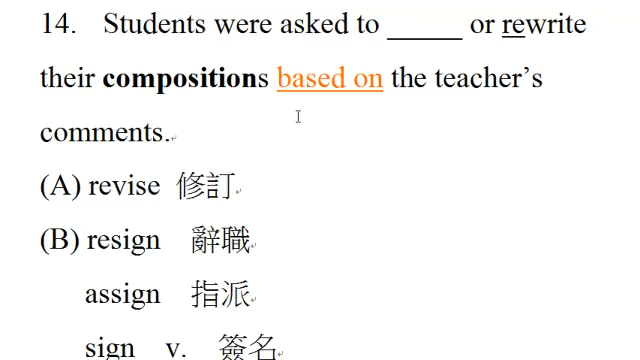 14. Students were asked to _____ or rewrite
their compositions based on the teacher’s
comments.
(A) revise 修訂
(B) resign 辭職
assign 指派
sign v. 簽名